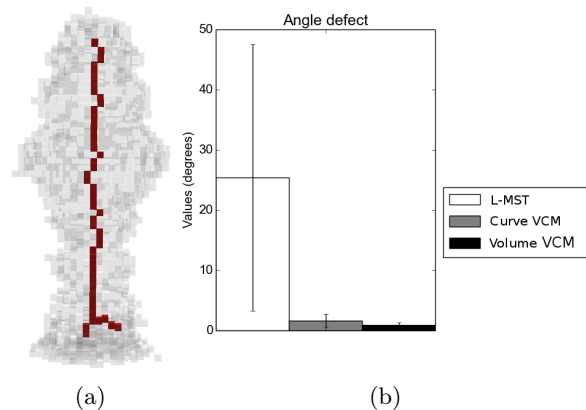 Angle defect
50
40
30
20
10
0
Values (degrees)
L-MST
Curve VCM
Volume VCM
(a)
(b)